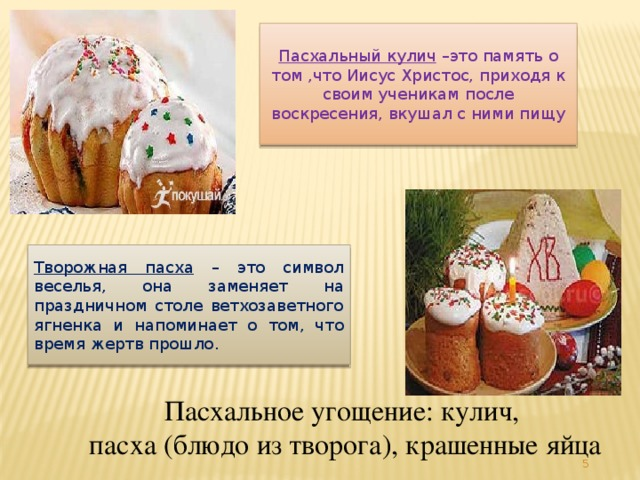 Пасхальный кулич –это память о
том ,что Иисус Христос, приходя к
своим ученикам после
воскресения, вкушал с ними пищу
покушай
ХВ
Творожная пасха – это символ
веселья, она заменяет на
праздничном столе ветхозаветного
ягненка и напоминает о том, что
время жертв прошло.
Пасхальное угощение: кулич,
пасха (блюдо из творога), крашенные яйца
5